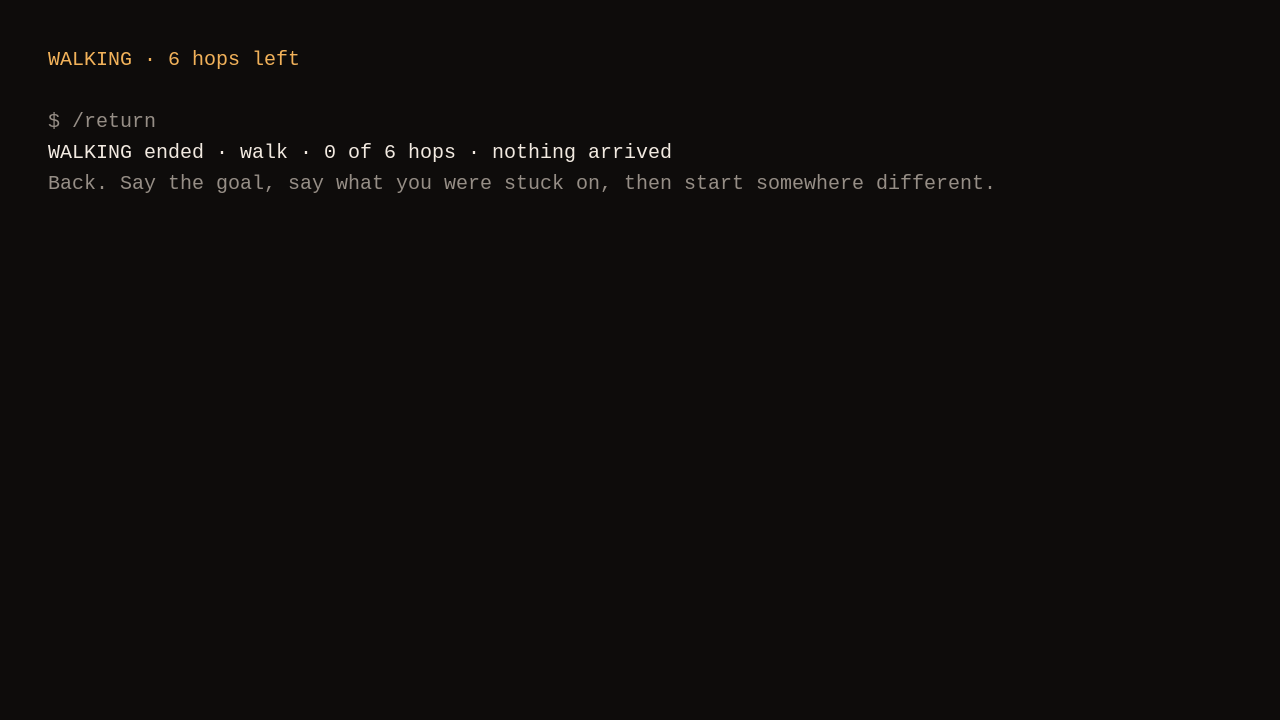 WALKING · 6 hops left
$ /return
WALKING ended · walk · 0 of 6 hops · nothing arrived
Back. Say the goal, say what you were stuck on, then start somewhere different.